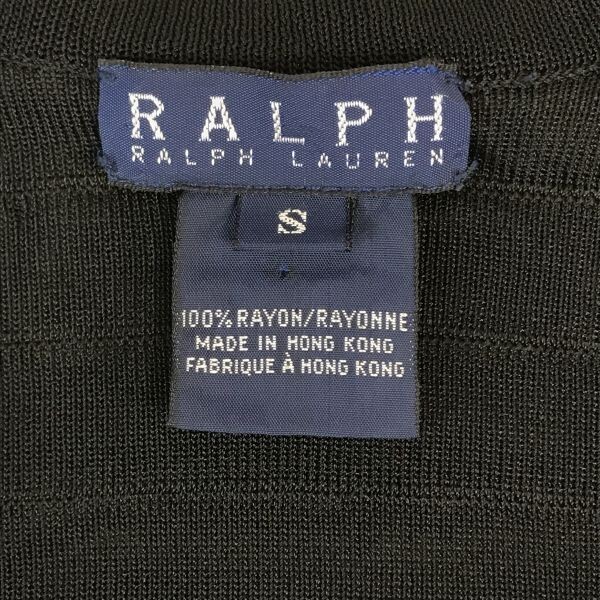 RALPH
RALPH LAUREN
S
100% RAYON/RAYONNE
MADE IN HONG KONG
FABRIQUE À HONG KONG